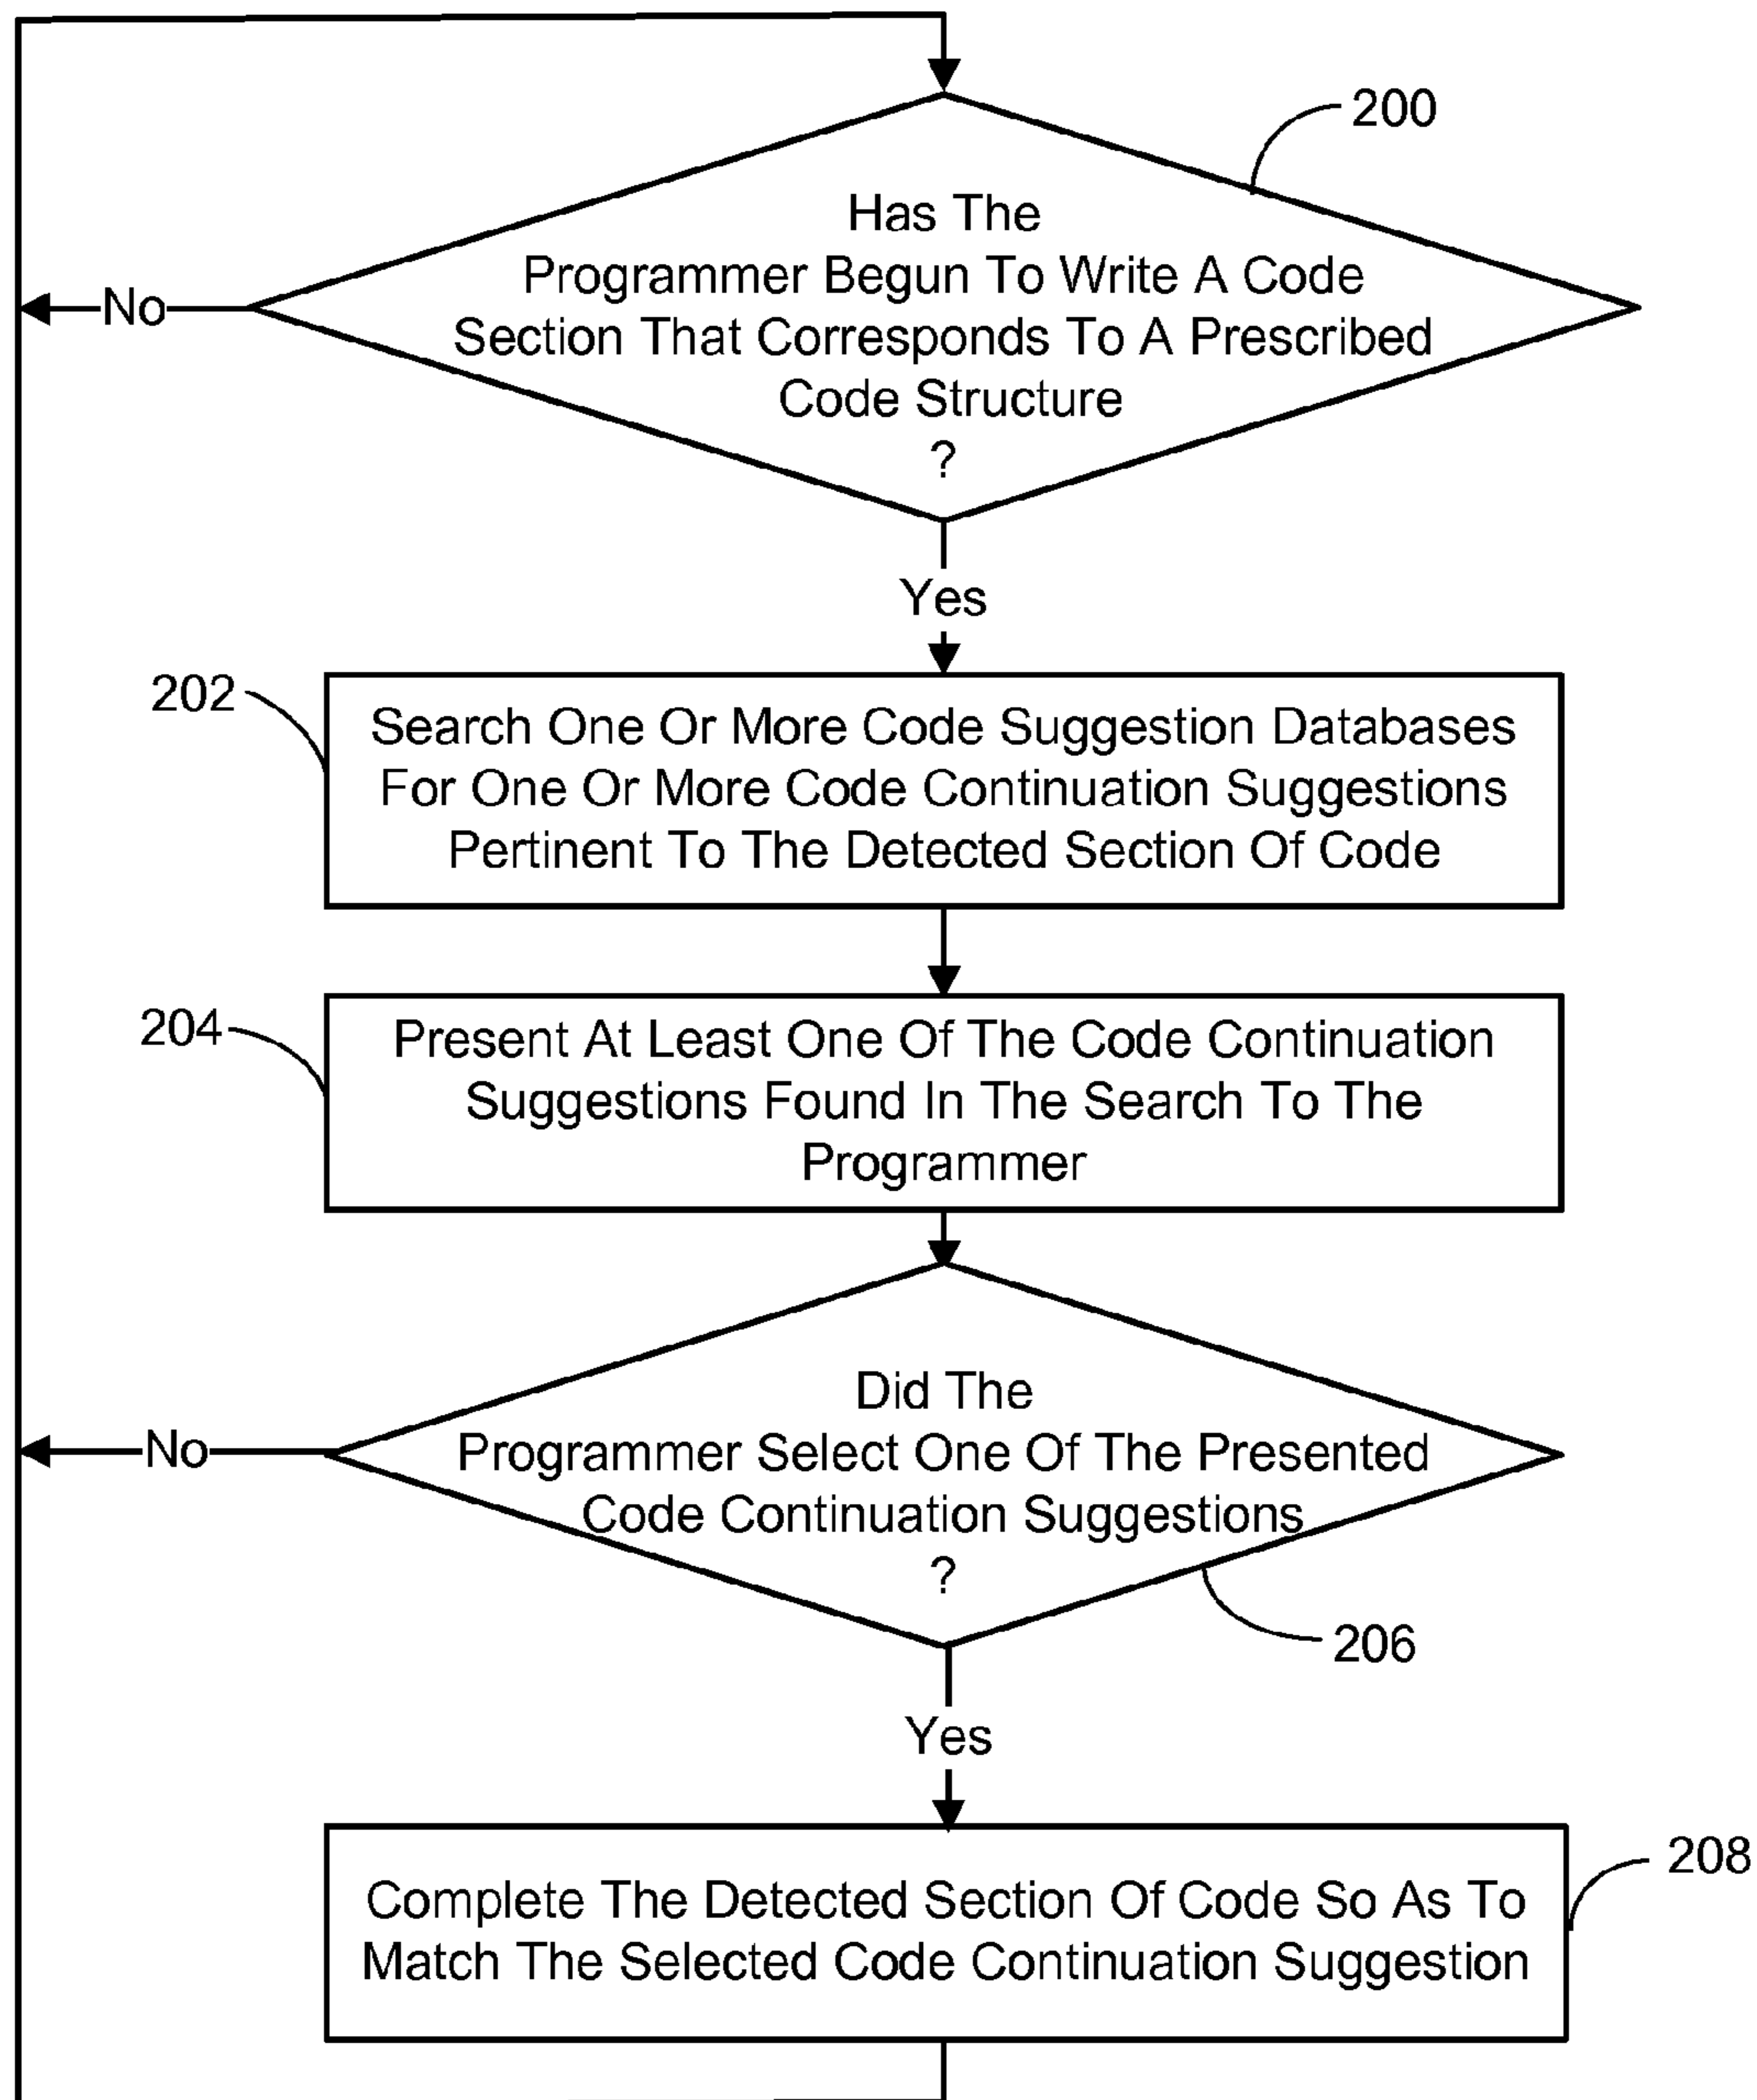 200
Has The
Programmer Begun To Write A Code
Section That Corresponds To A Prescribed
Code Structure
?
No
Yes
202
Search One Or More Code Suggestion Databases
For One Or More Code Continuation Suggestions
Pertinent To The Detected Section Of Code
204
Present At Least One Of The Code Continuation
Suggestions Found In The Search To The
Programmer
Did The
Programmer Select One Of The Presented
Code Continuation Suggestions
?
No
206
Yes
208
Complete The Detected Section Of Code So As To
Match The Selected Code Continuation Suggestion